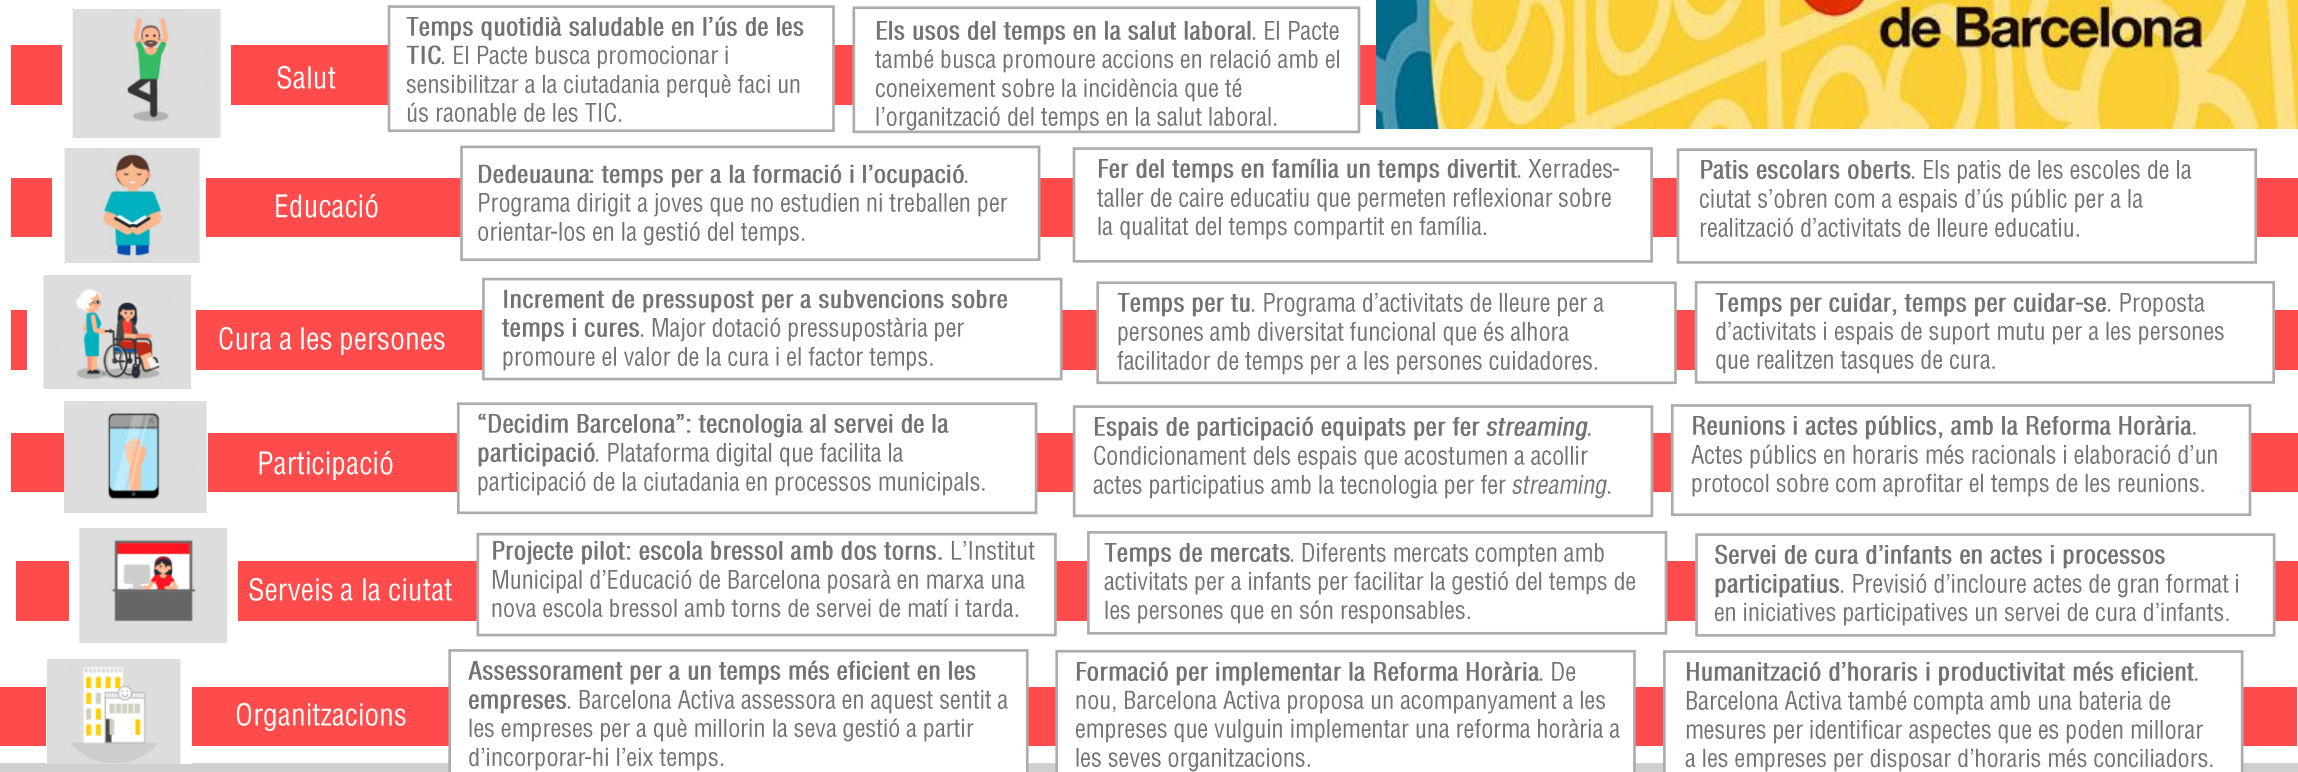 de Barcelona
Salut
Temps quotidià saludable en l’ús de les
TIC. El Pacte busca promocionar i
sensibilitzar a la ciutadania perquè faci un
ús raonable de les TIC.
Els usos del temps en la salut laboral. El Pacte
també busca promoure accions en relació amb el
coneixement sobre la incidència que té
l’organització del temps en la salut laboral.
Educació
Dedeuauna: temps per a la formació i l’ocupació.
Programa dirigit a joves que no estudien ni treballen per
orientar-los en la gestió del temps.
Fer del temps en família un temps divertit. Xerrades-
taller de caire educatiu que permeten reflexionar sobre
la qualitat del temps compartit en família.
Patis escolars oberts. Els patis de les escoles de la
ciutat s’obren com a espais d’ús públic per a la
realització d’activitats de lleure educatiu.
Cura a les persones
Increment de pressupost per a subvencions sobre
temps i cures. Major dotació pressupostària per
promoure el valor de la cura i el factor temps.
Temps per tu. Programa d’activitats de lleure per a
persones amb diversitat funcional que és alhora
facilitador de temps per a les persones cuidadores.
Temps per cuidar, temps per cuidar-se. Proposta
d’activitats i espais de suport mutu per a les persones
que realitzen tasques de cura.
Participació
“Decidim Barcelona”: tecnologia al servei de la
participació. Plataforma digital que facilita la
participació de la ciutadania en processos municipals.
Espais de participació equipats per fer streaming.
Condicionament dels espais que acostumen a acollir
actes participatius amb la tecnologia per fer streaming.
Reunions i actes públics, amb la Reforma Horària.
Actes públics en horaris més racionals i elaboració d’un
protocol sobre com aprofitar el temps de les reunions.
Serveis a la ciutat
Projecte pilot: escola bressol amb dos torns. L’Institut
Municipal d’Educació de Barcelona posarà en marxa una
nova escola bressol amb torns de servei de matí i tarda.
Temps de mercats. Diferents mercats compten amb
activitats per a infants per facilitar la gestió del temps de
les persones que en són responsables.
Servei de cura d’infants en actes i processos
participatius. Previsió d’incloure actes de gran format i
en iniciatives participatives un servei de cura d’infants.
Organitzacions
Assessorament per a un temps més eficient en les
empreses. Barcelona Activa assessora en aquest sentit a
les empreses per a què millorin la seva gestió a partir
d’incorporar-hi l’eix temps.
Formació per implementar la Reforma Horària. De
nou, Barcelona Activa proposa un acompanyament a les
empreses que vulguin implementar una reforma horària a
les seves organitzacions.
Humanització d’horaris i productivitat més eficient.
Barcelona Activa també compta amb una bateria de
mesures per identificar aspectes que es poden millorar
a les empreses per disposar d’horaris més conciliadors.